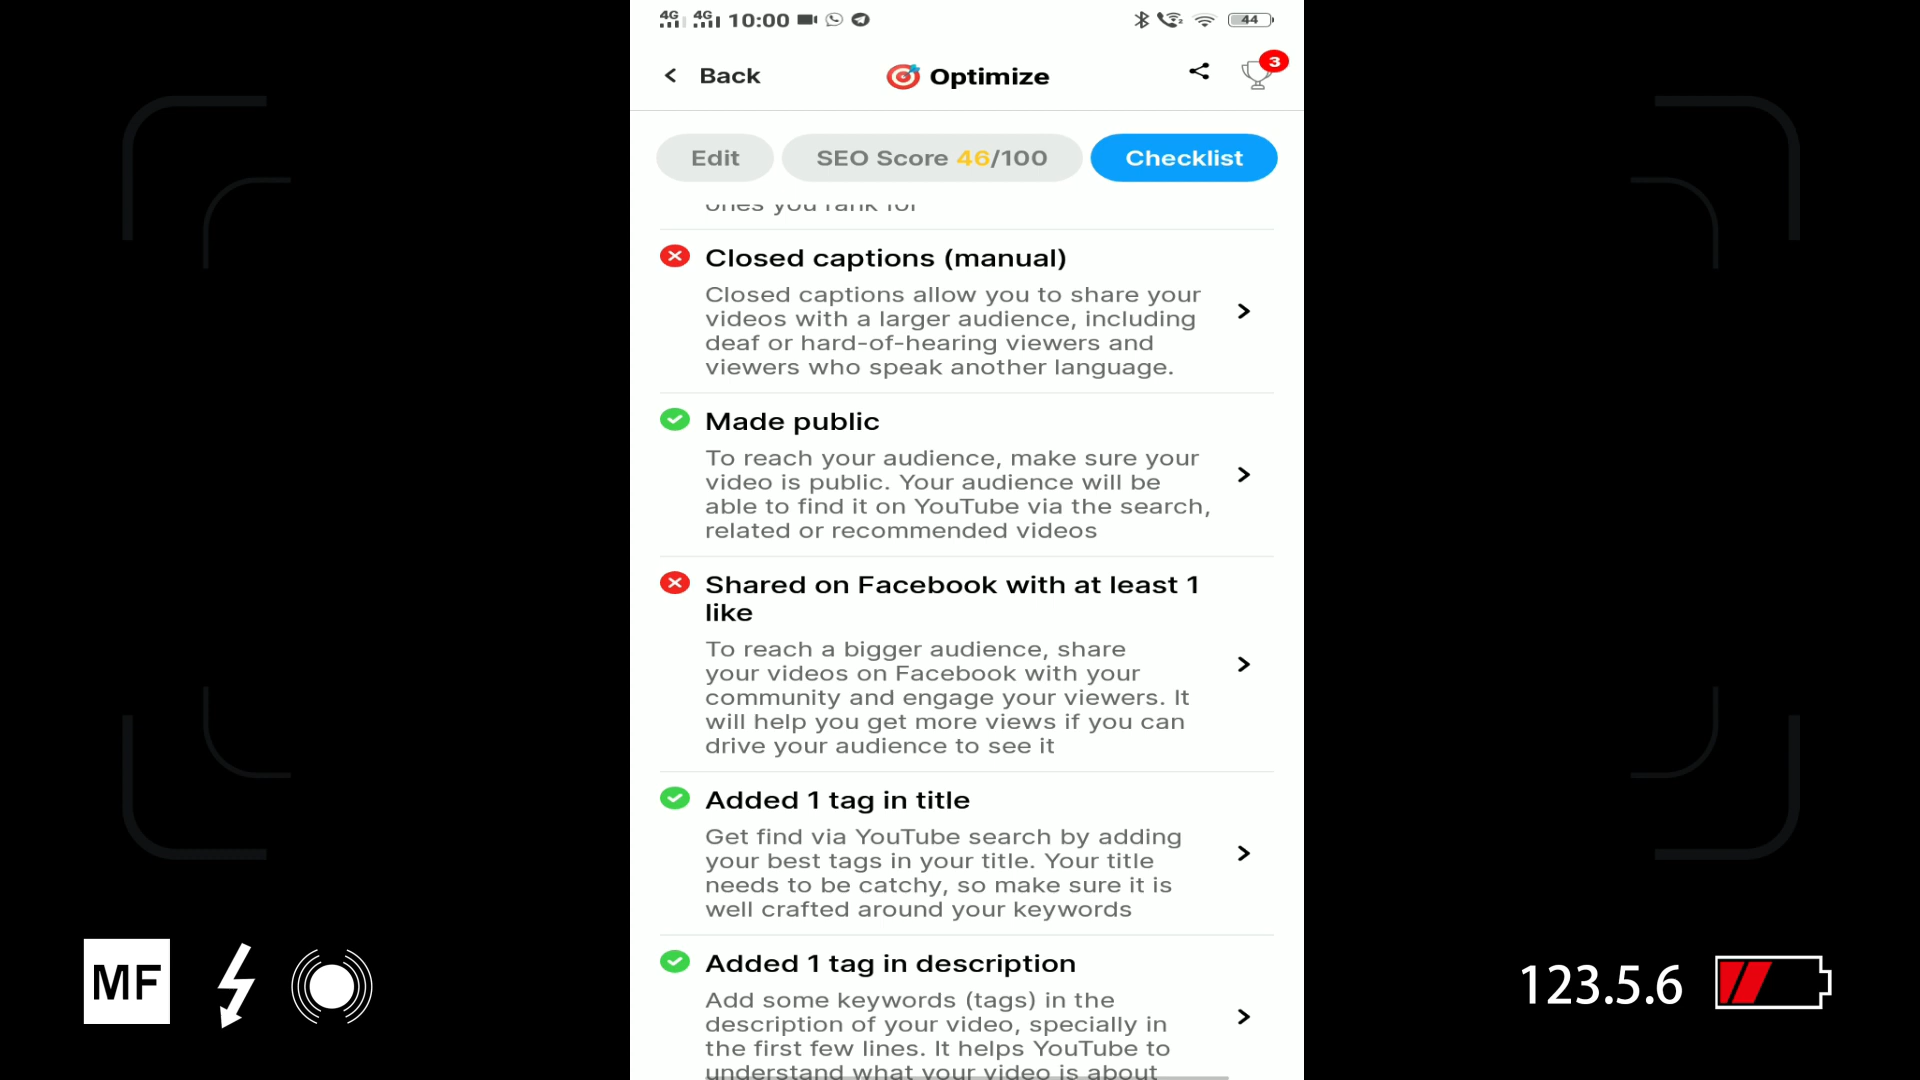 4G 4G 10:00 44
Back Optimize 3
Edit SEO Score 46/100 Checklist
ones you rank for
Closed captions (manual)
Closed captions allow you to share your
videos with a larger audience, including
deaf or hard-of-hearing viewers and
viewers who speak another language.
Made public
To reach your audience, make sure your
video is public. Your audience will be
able to find it on YouTube via the search,
related or recommended videos
Shared on Facebook with at least 1
like
To reach a bigger audience, share
your videos on Facebook with your
community and engage your viewers. It
will help you get more views if you can
drive your audience to see it
Added 1 tag in title
Get find via YouTube search by adding
your best tags in your title. Your title
needs to be catchy, so make sure it is
well crafted around your keywords
Added 1 tag in description
Add some keywords (tags) in the
description of your video, specially in
the first few lines. It helps YouTube to
understand what your video is about
MF
123.5.6